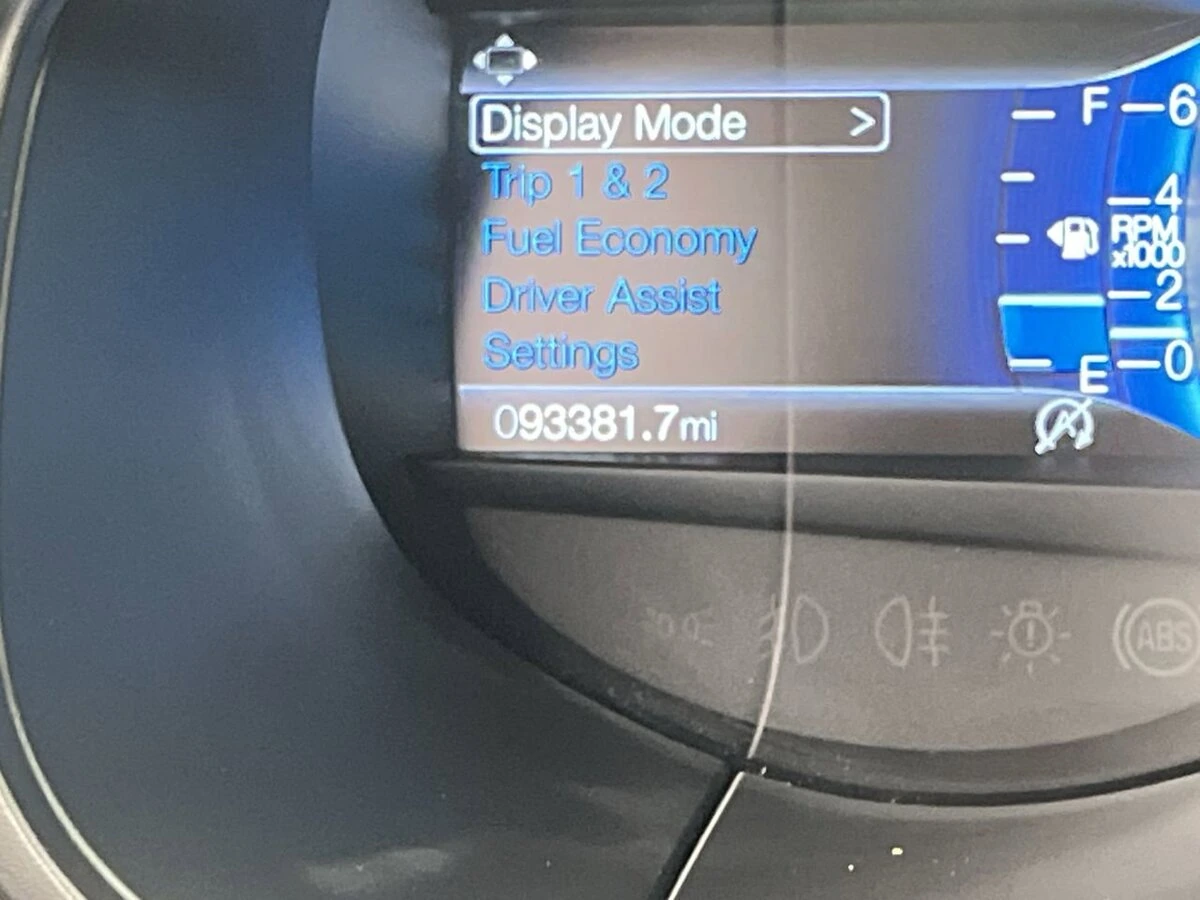 Display Mode >
Trip 1 & 2
Fuel Economy
Driver Assist
Settings
093381.7mi
F
E
6
4
RPM
x1000
2
0
A
ABS